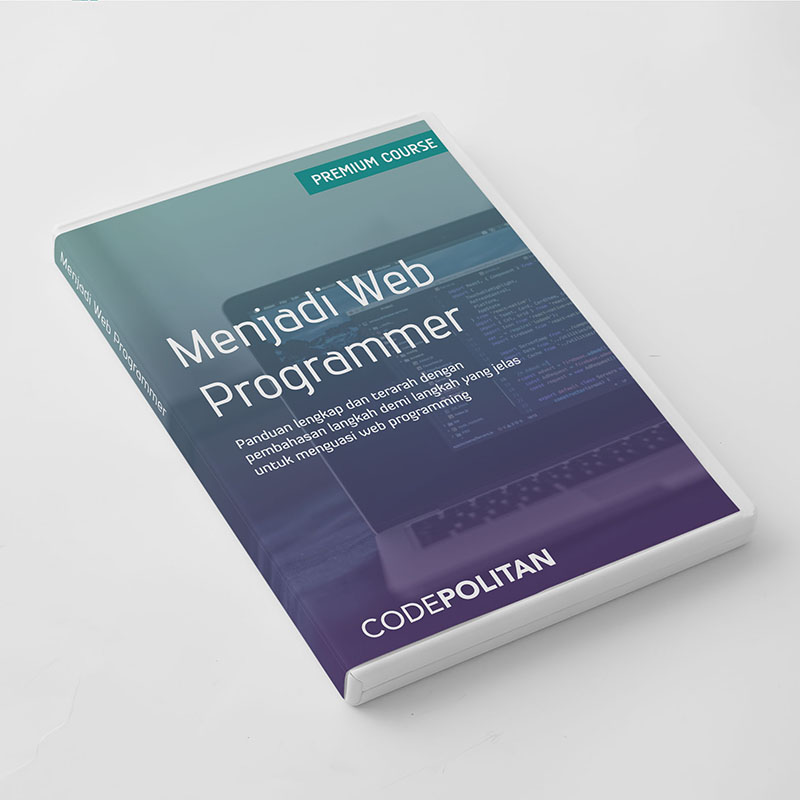 PREMIUM COURSE
Menjadi Web
Programmer
Panduan lengkap dan terarah dengan
pembahasan langkah demi langkah yang jelas
untuk menguasi web programming
CODEPOLITAN
Menjadi Web Programmer